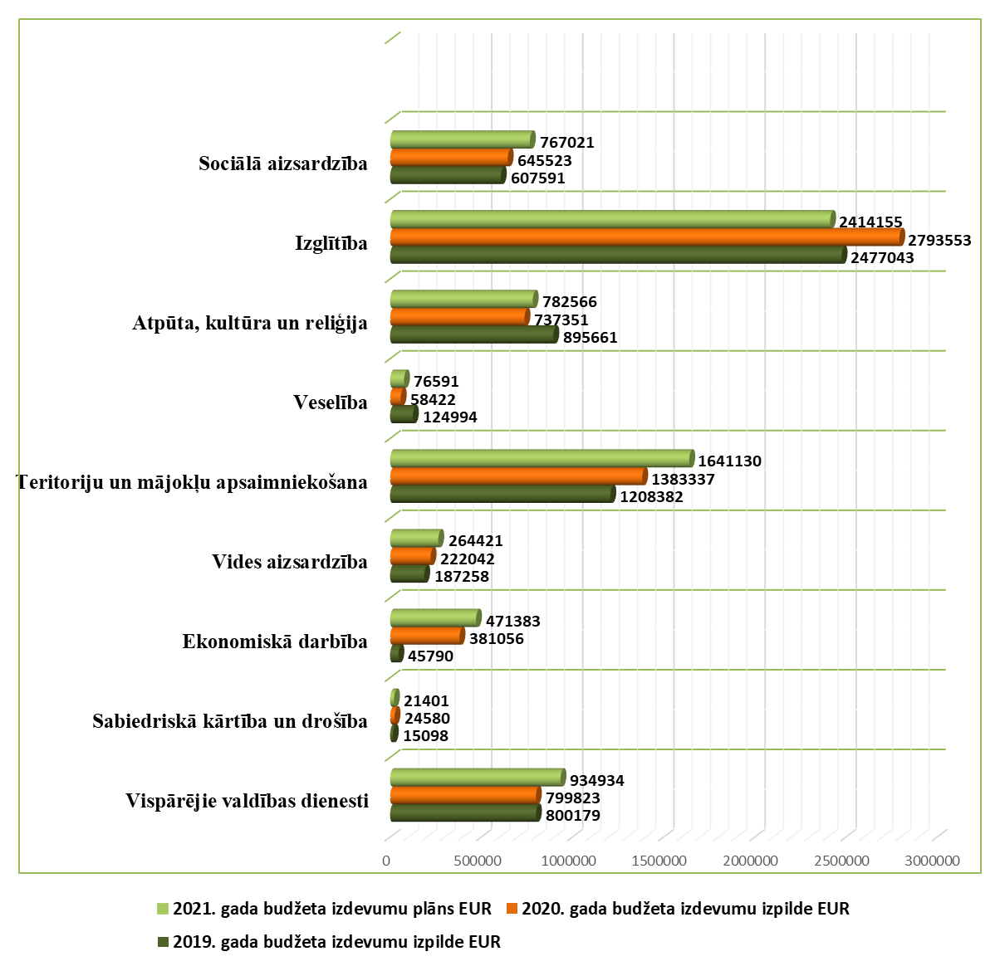 767021
Sociālā aizsardzība
645523
607591
2414155
Izglītība
2793553
2477043
782566
Atpūta, kultūra un reliģija
737351
895661
76591
Veselība
58422
124994
1641130
Teritoriju un mājokļu apsaimniekošana
1383337
1208382
264421
Vides aizsardzība
222042
187258
471383
Ekonomiskā darbība
381056
45790
21401
Sabiedriskā kārtība un drošība
24580
15098
934934
Vispārējie valdības dienesti
799823
800179
0 500000 1000000 1500000 2000000 2500000 3000000
2021. gada budžeta izdevumu plāns EUR 2020. gada budžeta izdevumu izpilde EUR
2019. gada budžeta izdevumu izpilde EUR